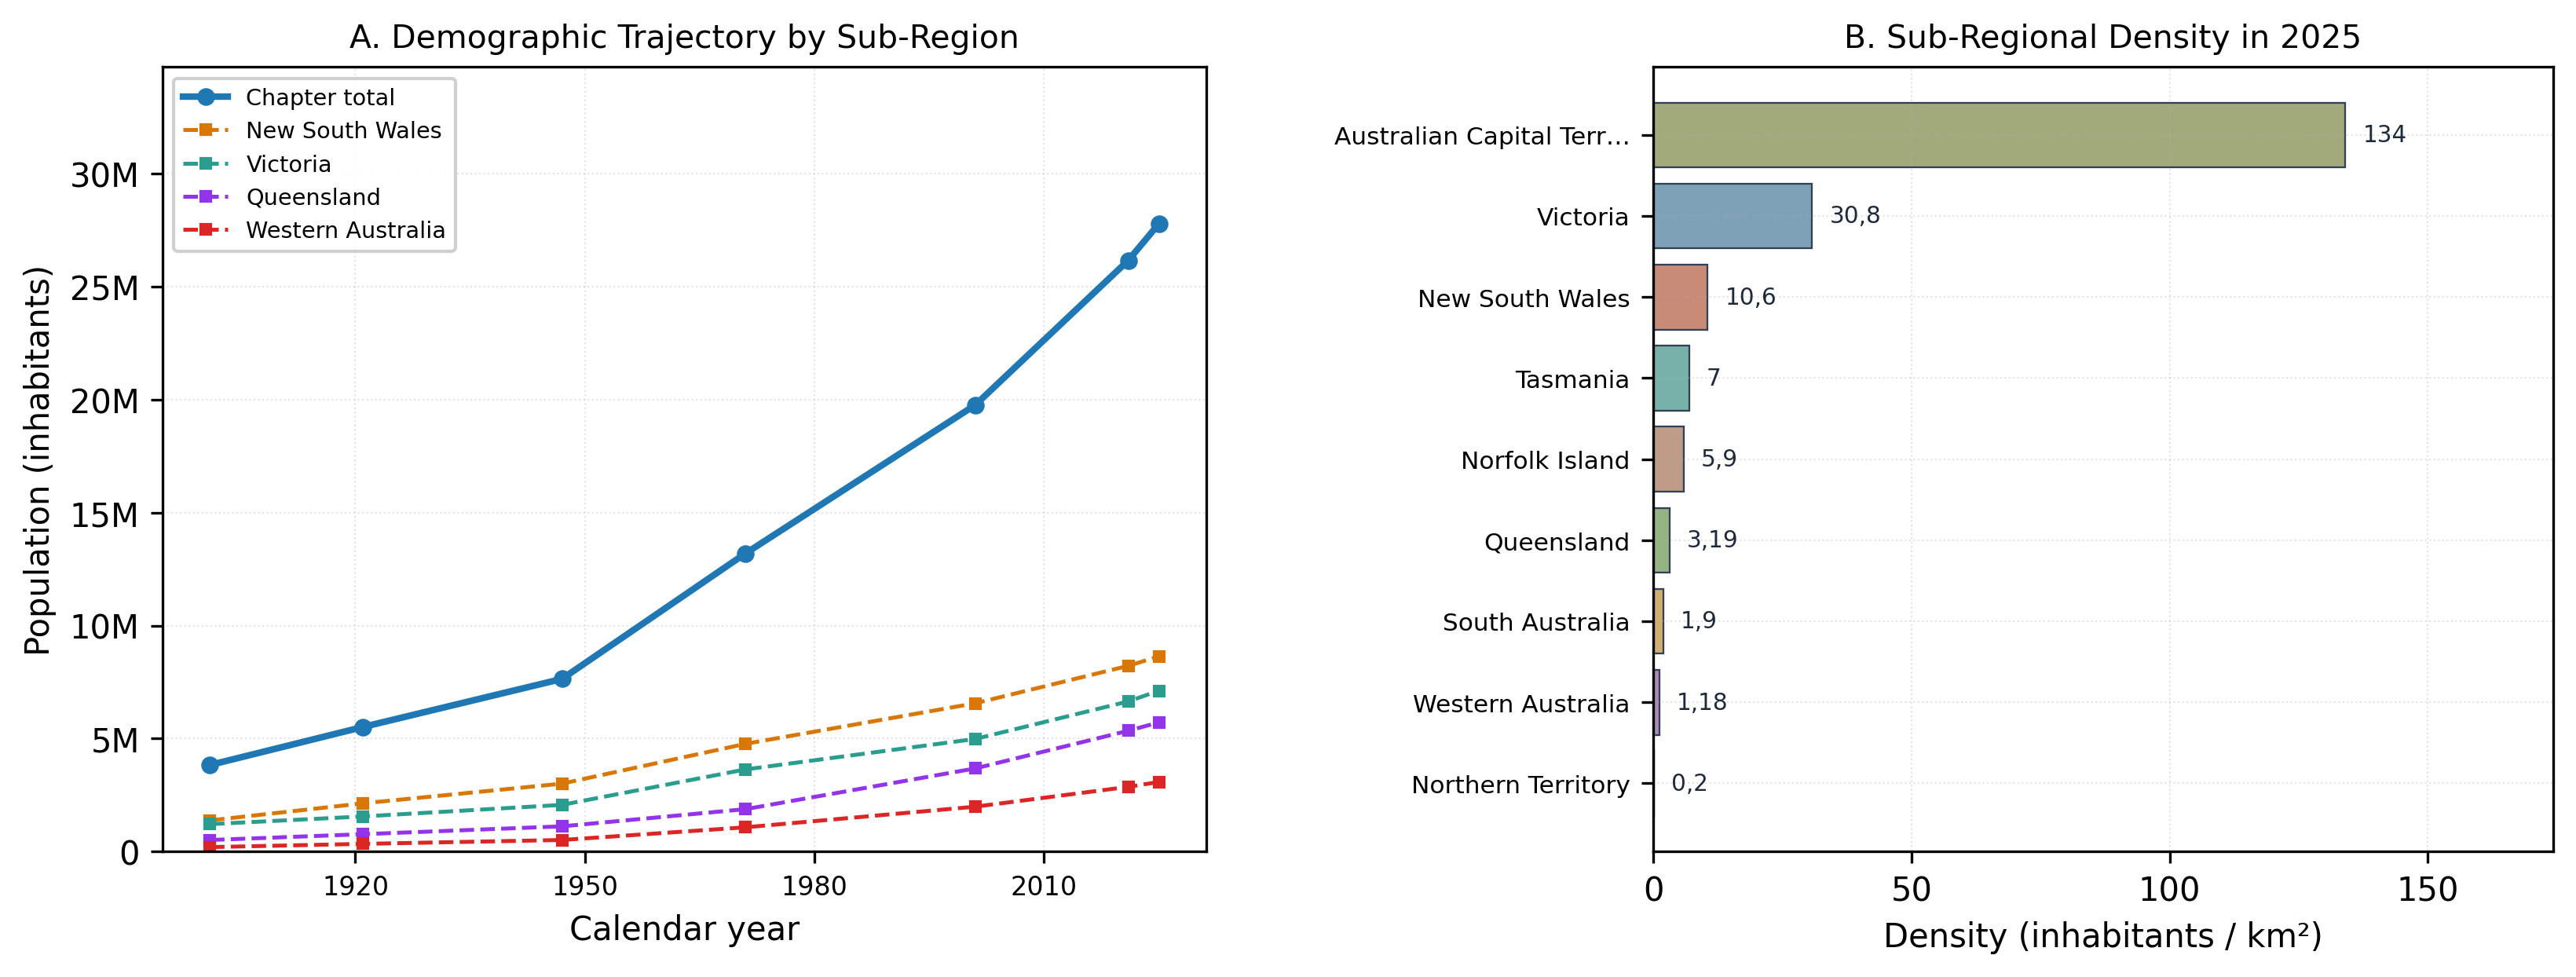 A. Demographic Trajectory by Sub-Region
Chapter total
New South Wales
Victoria
Queensland
Western Australia
30M
25M
20M
15M
10M
5M
0
Population (inhabitants)
1920 1950 1980 2010
Calendar year
B. Sub-Regional Density in 2025
Australian Capital Terr... 134
Victoria 30,8
New South Wales 10,6
Tasmania 7
Norfolk Island 5,9
Queensland 3,19
South Australia 1,9
Western Australia 1,18
Northern Territory 0,2
0 50 100 150
Density (inhabitants / km²)